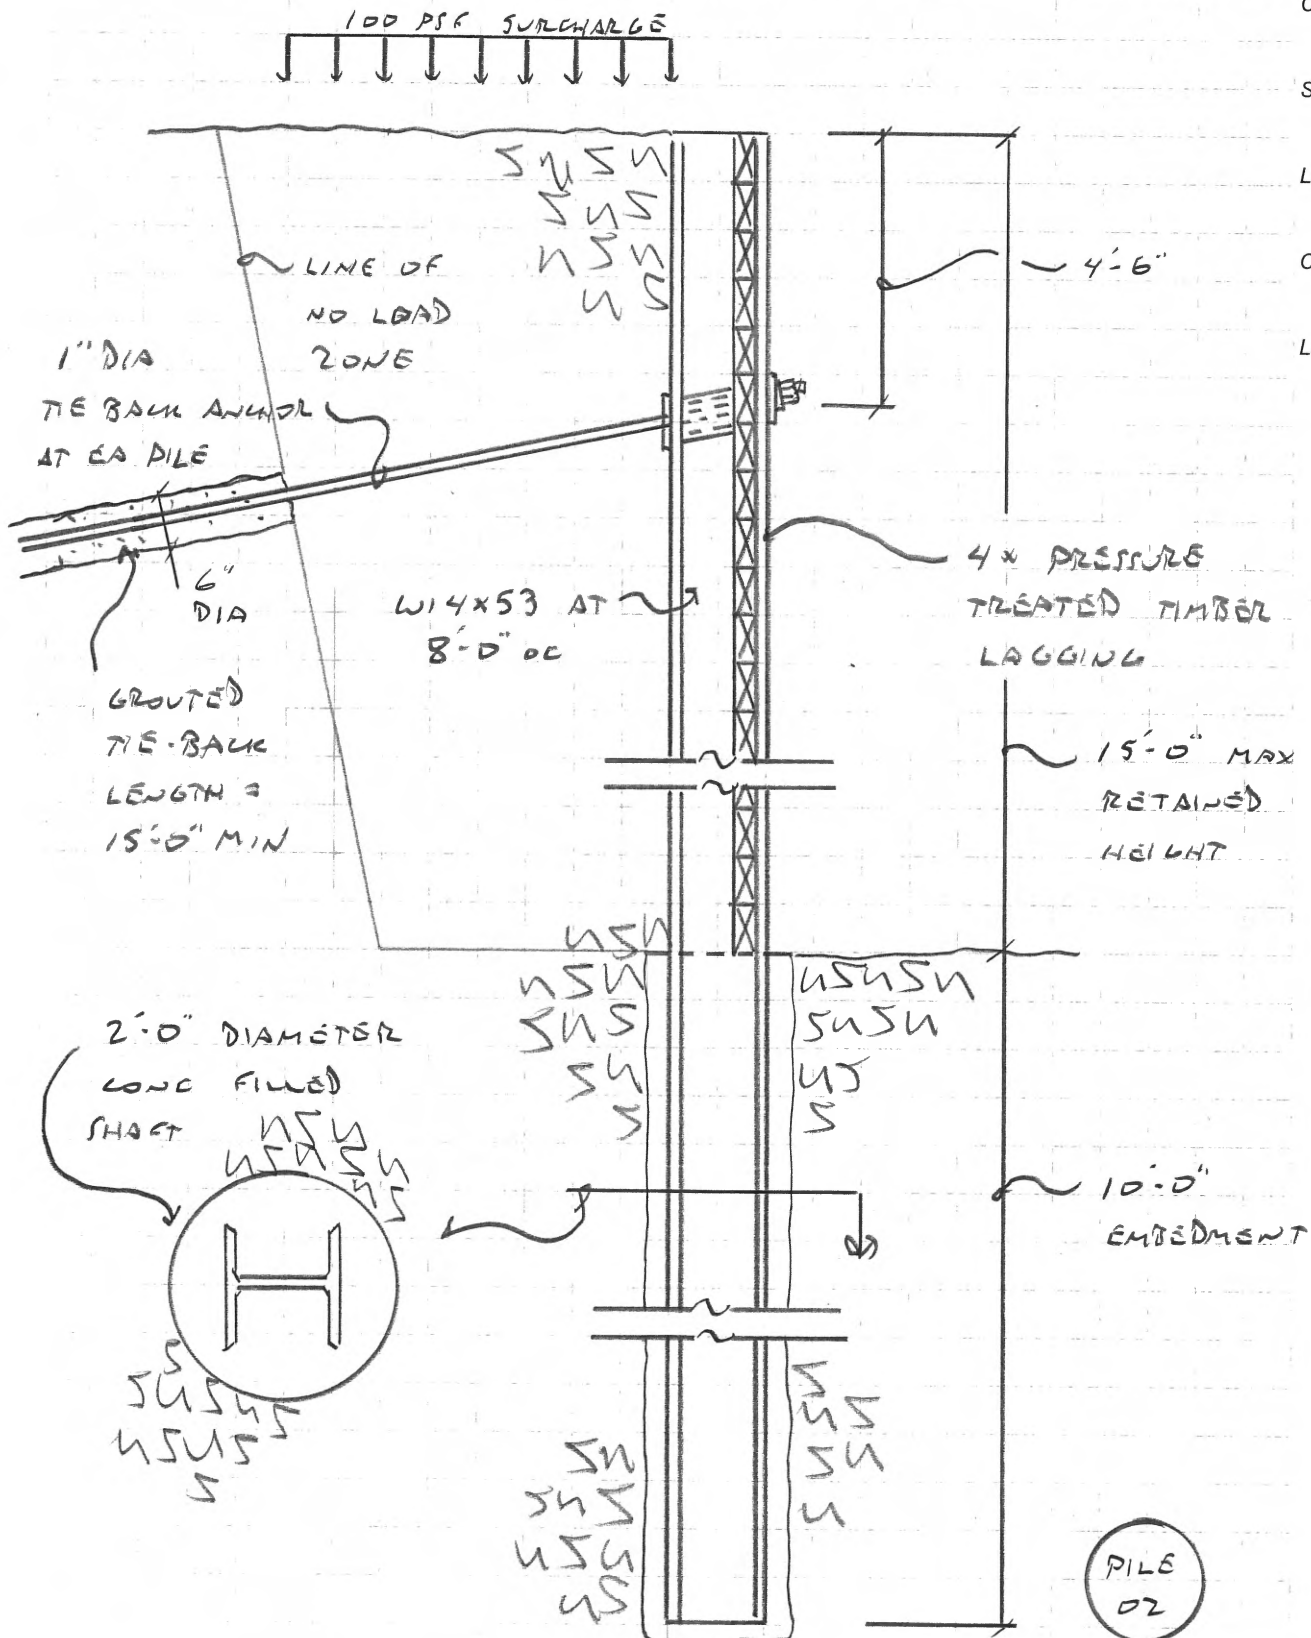 100 PSF SURCHARGE
LINE OF
NO LOAD
ZONE
4'-6"
1" DIA
TIE BACK ANCHOR
AT EA PILE
6"
DIA
W14x53 AT
8'-0" OC
4x PRESSURE
TREATED TIMBER
LAGGING
GROUTED
TIE-BACK
LENGTH =
15'-0" MIN
15'-0" MAX
RETAINED
HEIGHT
2'-0" DIAMETER
CONC FILLED
SHAFT
10'-0"
EMBEDMENT
PILE
02